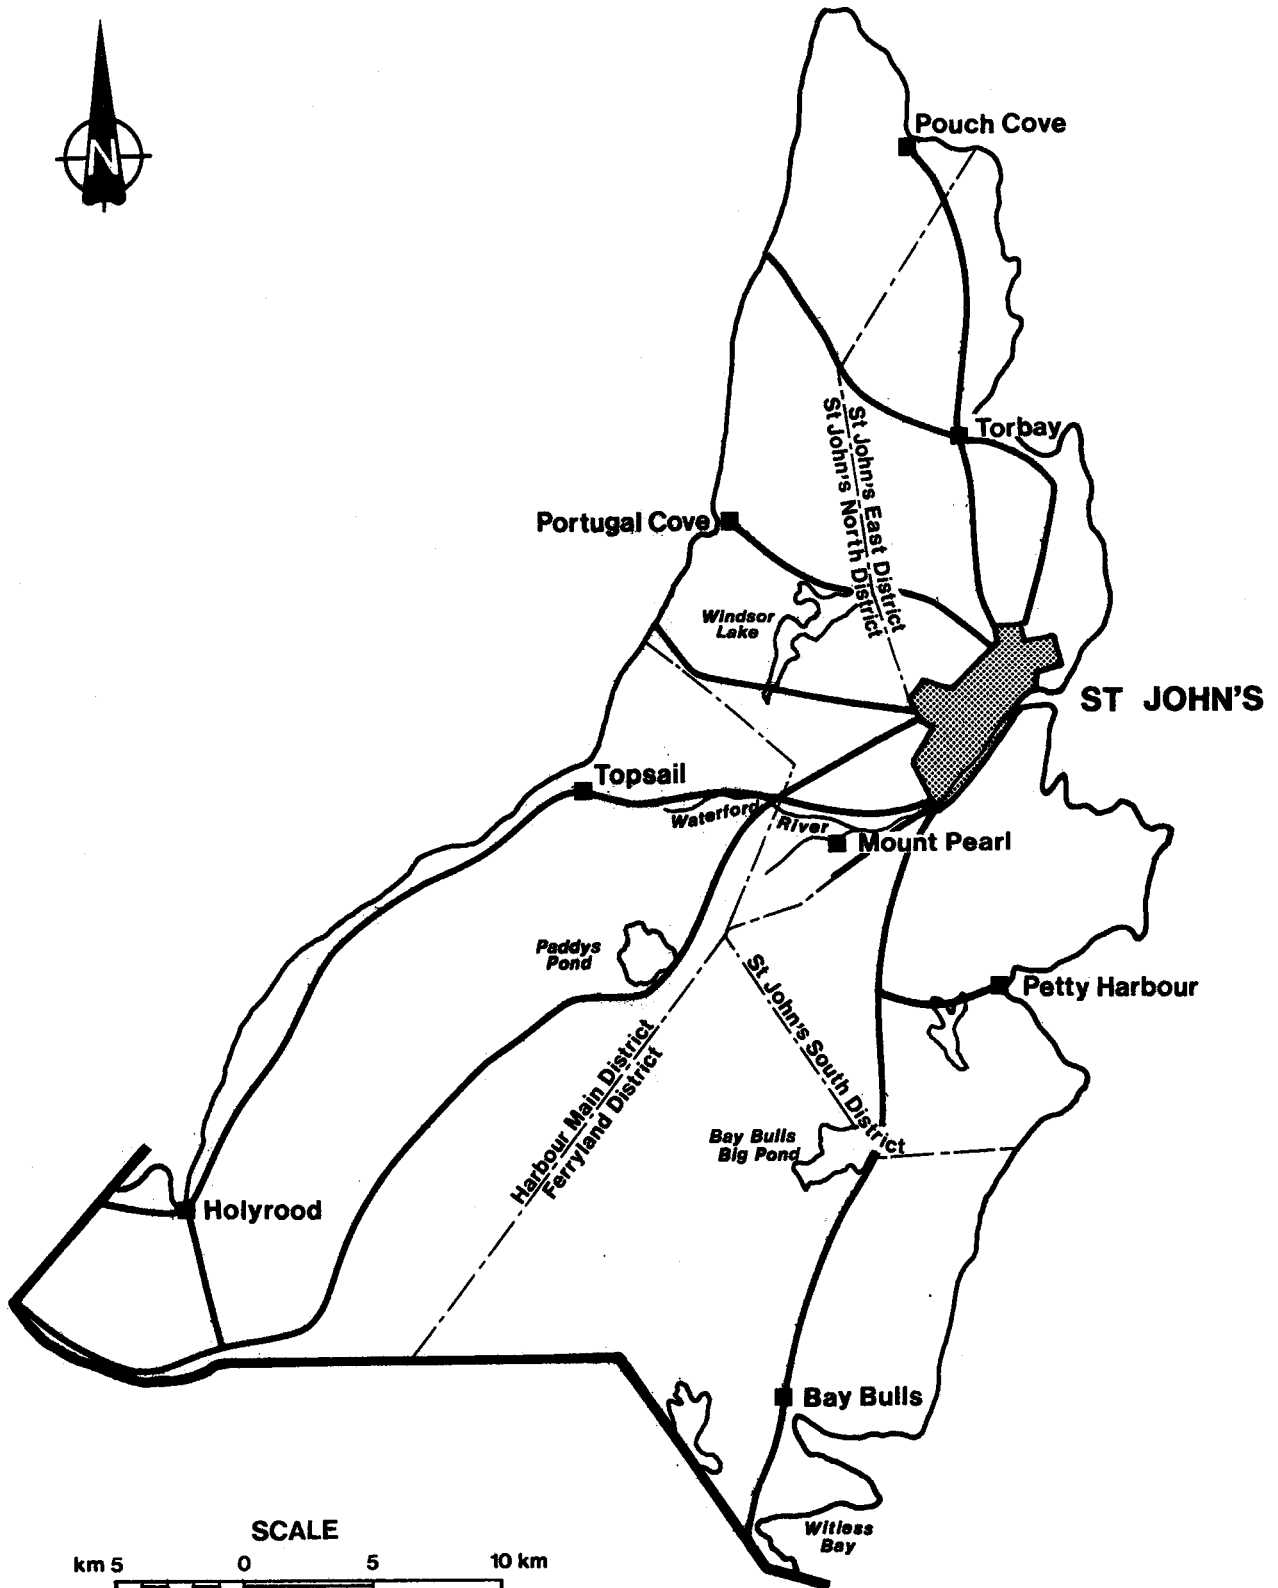 N
Pouch Cove
Torbay
St John's East District
St John's North District
Portugal Cove
Windsor
Lake
ST JOHN'S
Topsail
Waterford River
Mount Pearl
Paddys
Pond
Petty Harbour
St John's South District
Harbour Main District
Ferryland District
Bay Bulls
Big Pond
Holyrood
Bay Bulls
Witless
Bay
SCALE
km 5 0 5 10 km